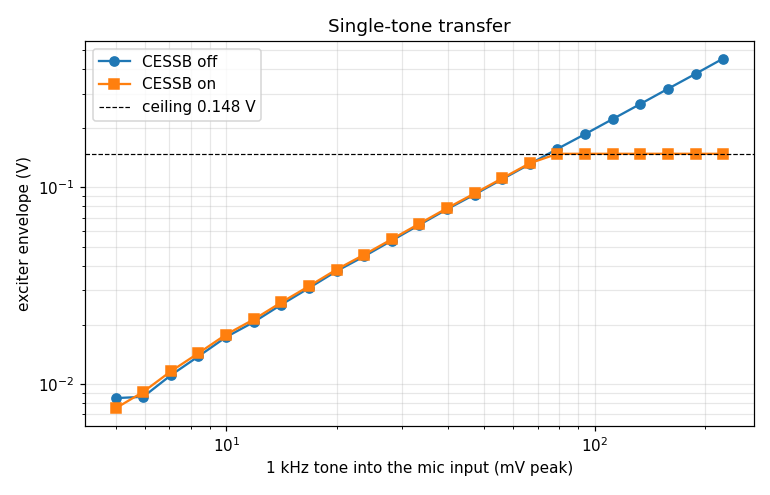 Single-tone transfer
CESSB off
CESSB on
ceiling 0.148 V
exciter envelope (V)
10⁻¹
10⁻²
10¹
10²
1 kHz tone into the mic input (mV peak)